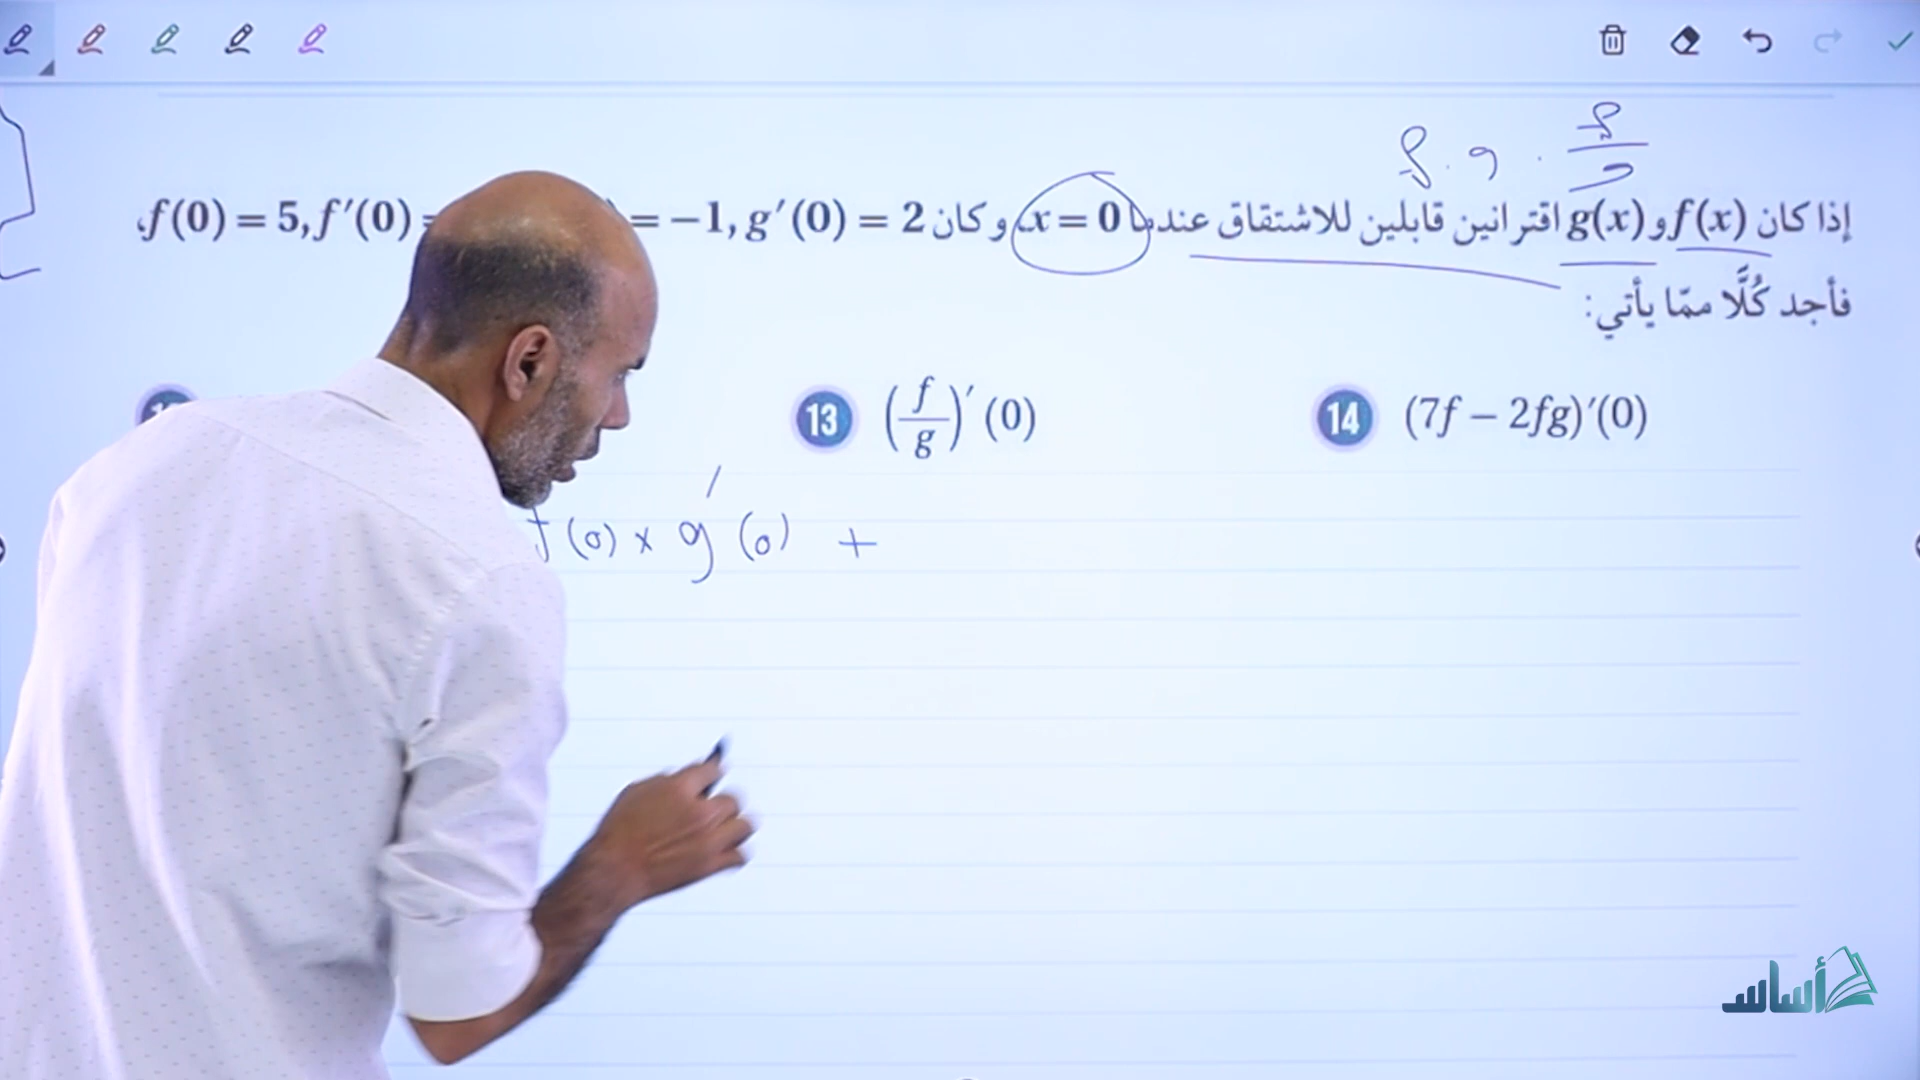 f . g . f/g
إذا كان f(x) و g(x) اقترانين قابلين للاشتقاق عندما x = 0، وكان f(0) = 5, f′(0) = = −1, g′(0) = 2،
فأجد كُلًّا ممّا يأتي:
13 (f/g)′ (0)
14 (7f − 2fg)′(0)
f (0) × g′ (0) +
أساس